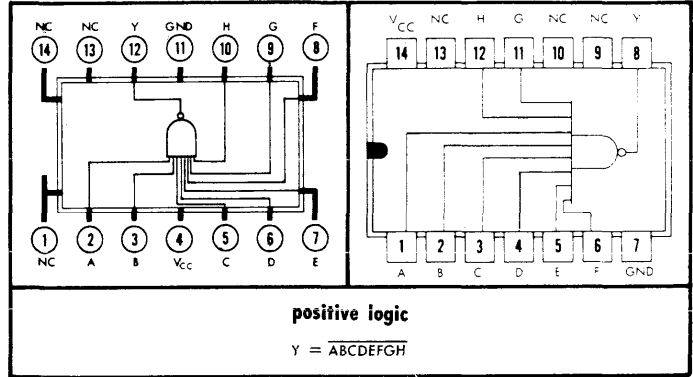 NC NC Y GND H G F
14 13 12 11 10 9 8
1 2 3 4 5 6 7
NC A B VCC C D E
VCC NC H G NC NC Y
14 13 12 11 10 9 8
1 2 3 4 5 6 7
A B C D E F GND
positive logic
Y = ABCDEFGH